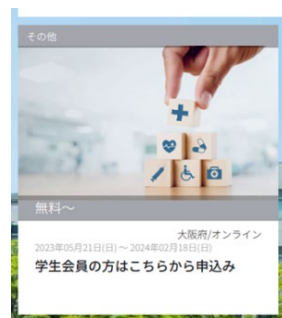 その他
無料～
大阪府/オンライン
2023年05月21日(日)～2024年02月18日(日)
学生会員の方はこちらから申込み